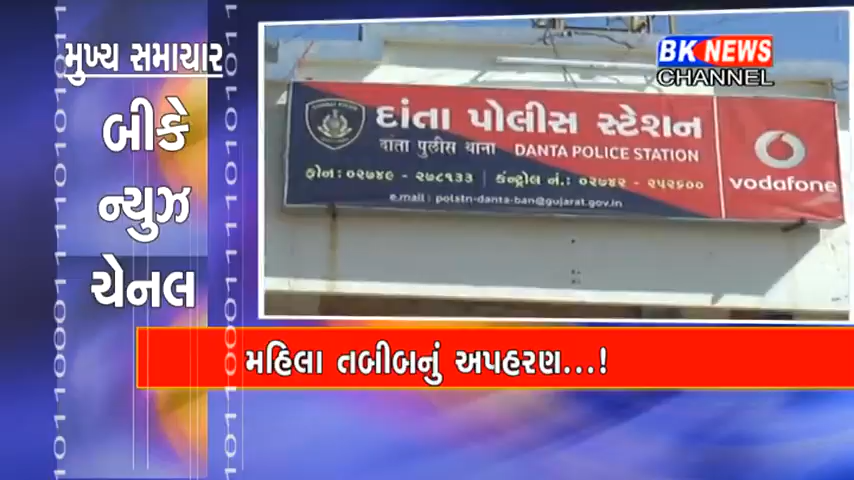 મુખ્ય સમાચાર
બીકે
ન્યુઝ
ચેનલ
BK NEWS
CHANNEL
દાંતા પોલીસ સ્ટેશન
दांता पुलीस थाना DANTA POLICE STATION
ફોન : ૦૨૭૪૯ - ૨૭૮૧૩૩ | કંન્ટ્રોલ નં. : ૦૨૭૪૨ - ૨૫૨૬૦૦
e.mail : polstn-danta-ban@gujarat.gov.in
vodafone
મહિલા તબીબનું અપહરણ...!